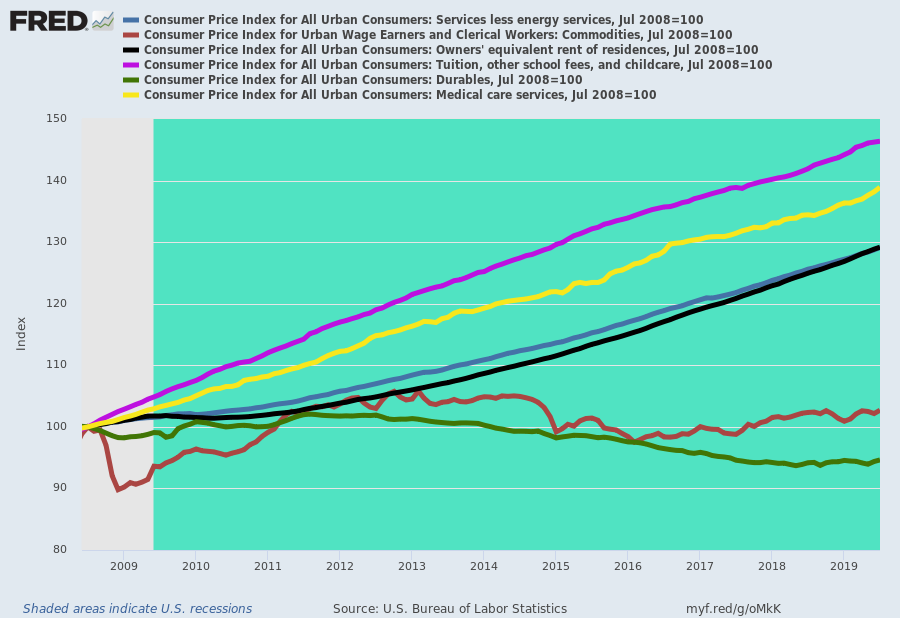 FRED
Consumer Price Index for All Urban Consumers: Services less energy services, Jul 2008=100
Consumer Price Index for Urban Wage Earners and Clerical Workers: Commodities, Jul 2008=100
Consumer Price Index for All Urban Consumers: Owners' equivalent rent of residences, Jul 2008=100
Consumer Price Index for All Urban Consumers: Tuition, other school fees, and childcare, Jul 2008=100
Consumer Price Index for All Urban Consumers: Durables, Jul 2008=100
Consumer Price Index for All Urban Consumers: Medical care services, Jul 2008=100
150
140
130
120
110
100
90
80
Index
2009 2010 2011 2012 2013 2014 2015 2016 2017 2018 2019
Shaded areas indicate U.S. recessions Source: U.S. Bureau of Labor Statistics myf.red/g/oMkK